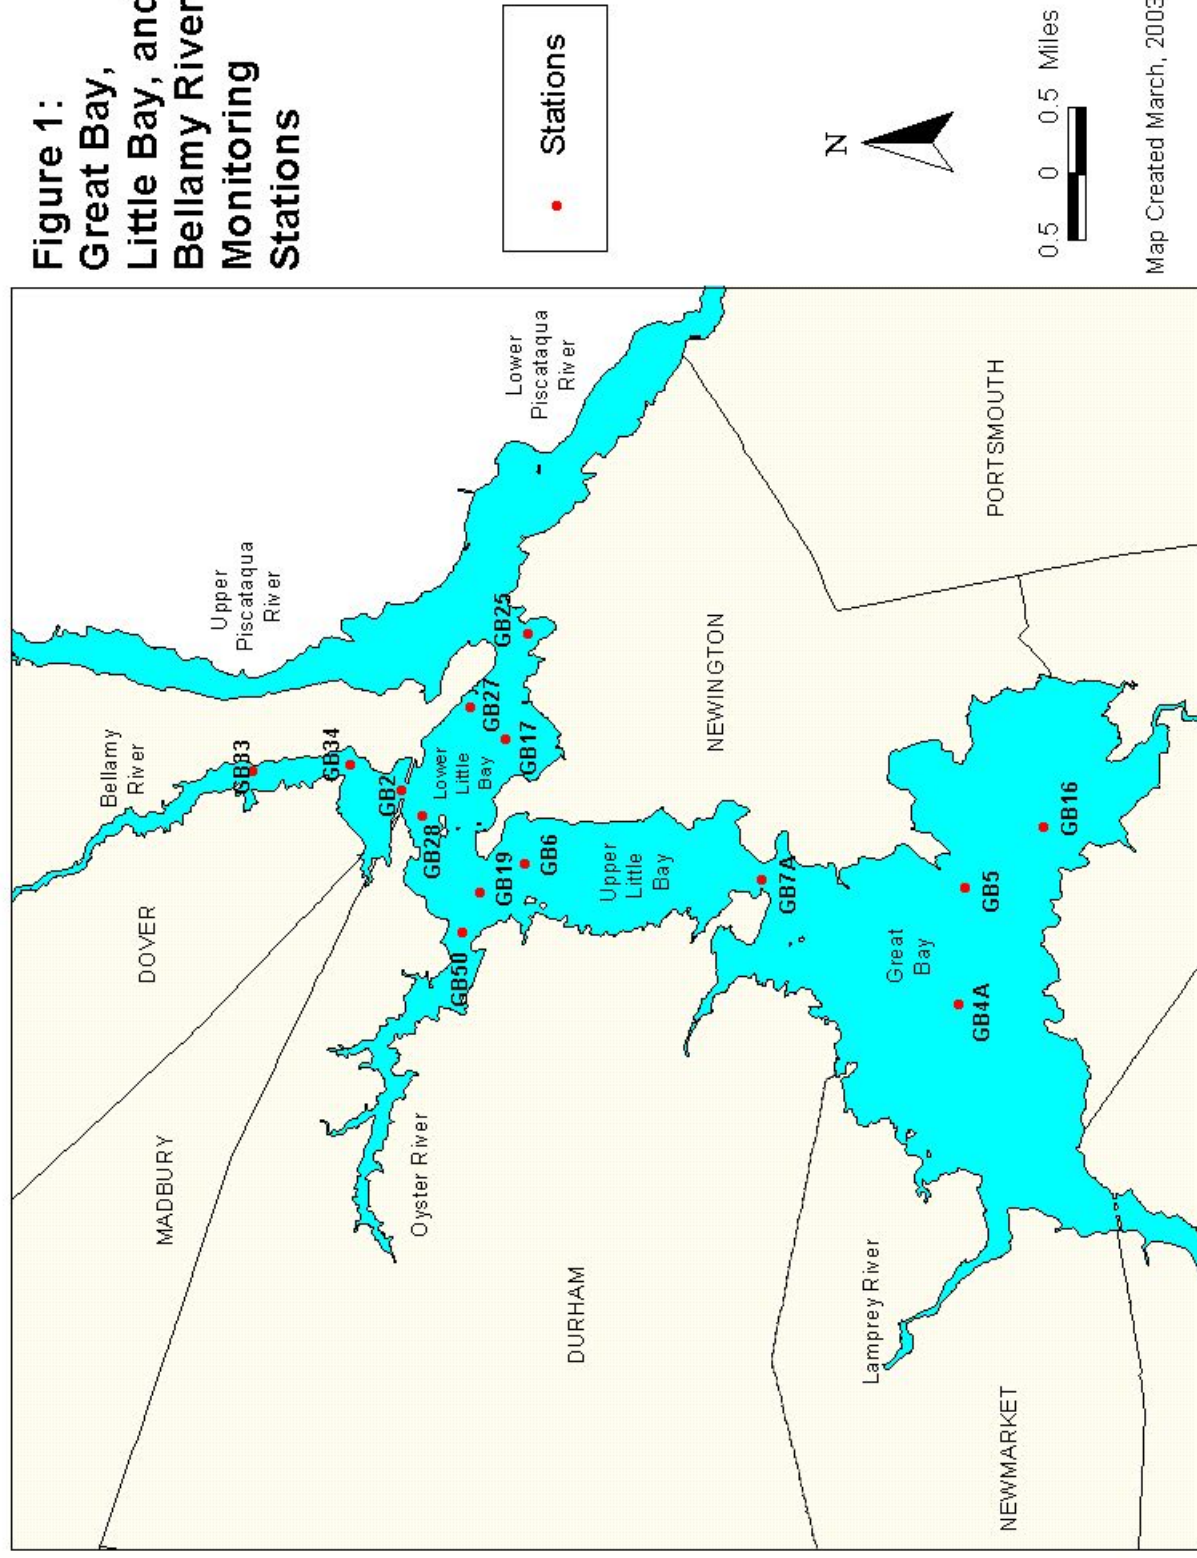 Figure 1:
Great Bay,
Little Bay, and
Bellamy River
Monitoring
Stations
Stations
N
0.5 0 0.5 Miles
Map Created March, 2003
Upper
Piscataqua
River
Lower
Piscataqua
River
Bellamy
River
GB33
GB34
GB2
GB28
Lower
Little
Bay
GB27
GB25
GB17
GB19
GB6
GB50
Upper
Little
Bay
GB7A
DOVER
MADBURY
Oyster River
DURHAM
NEWINGTON
PORTSMOUTH
Great
Bay
GB16
GB5
GB4A
Lamprey River
NEWMARKET